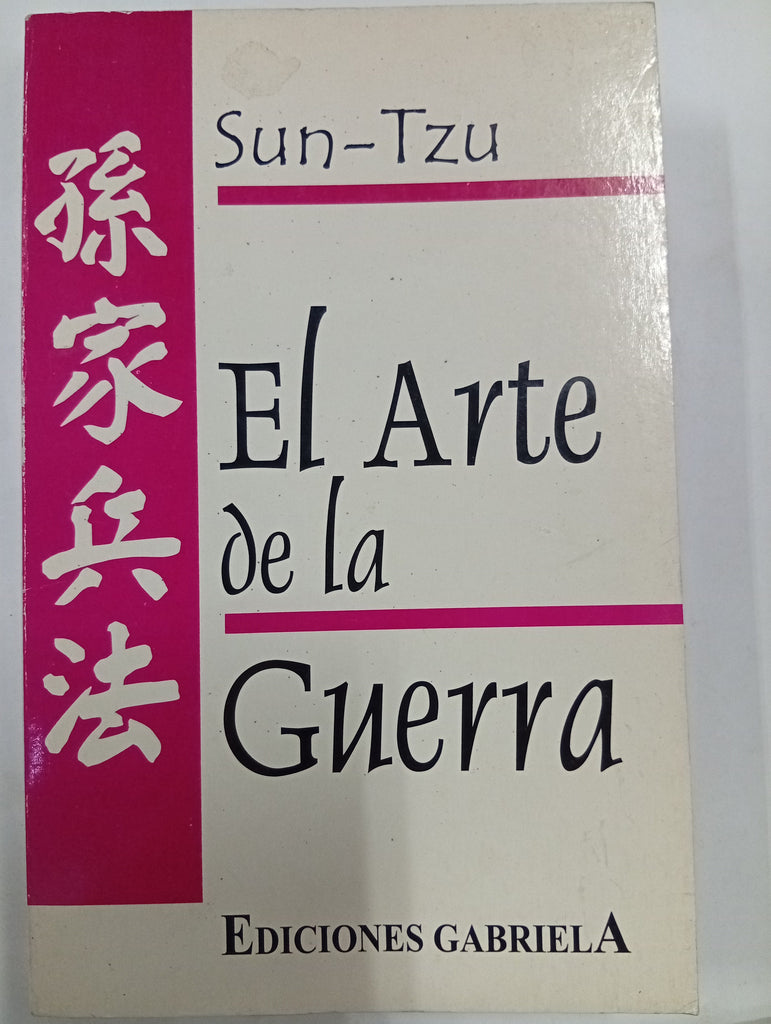 孫家兵法
Sun-Tzu
El Arte
de la
Guerra
EDICIONES GABRIELA